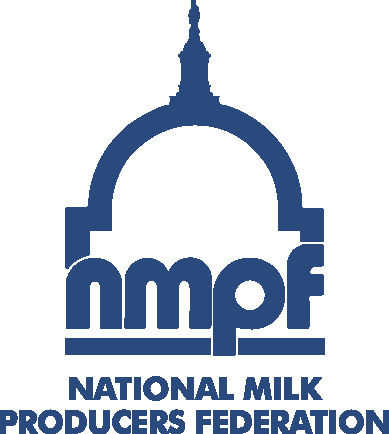 nmpf
NATIONAL MILK
PRODUCERS FEDERATION